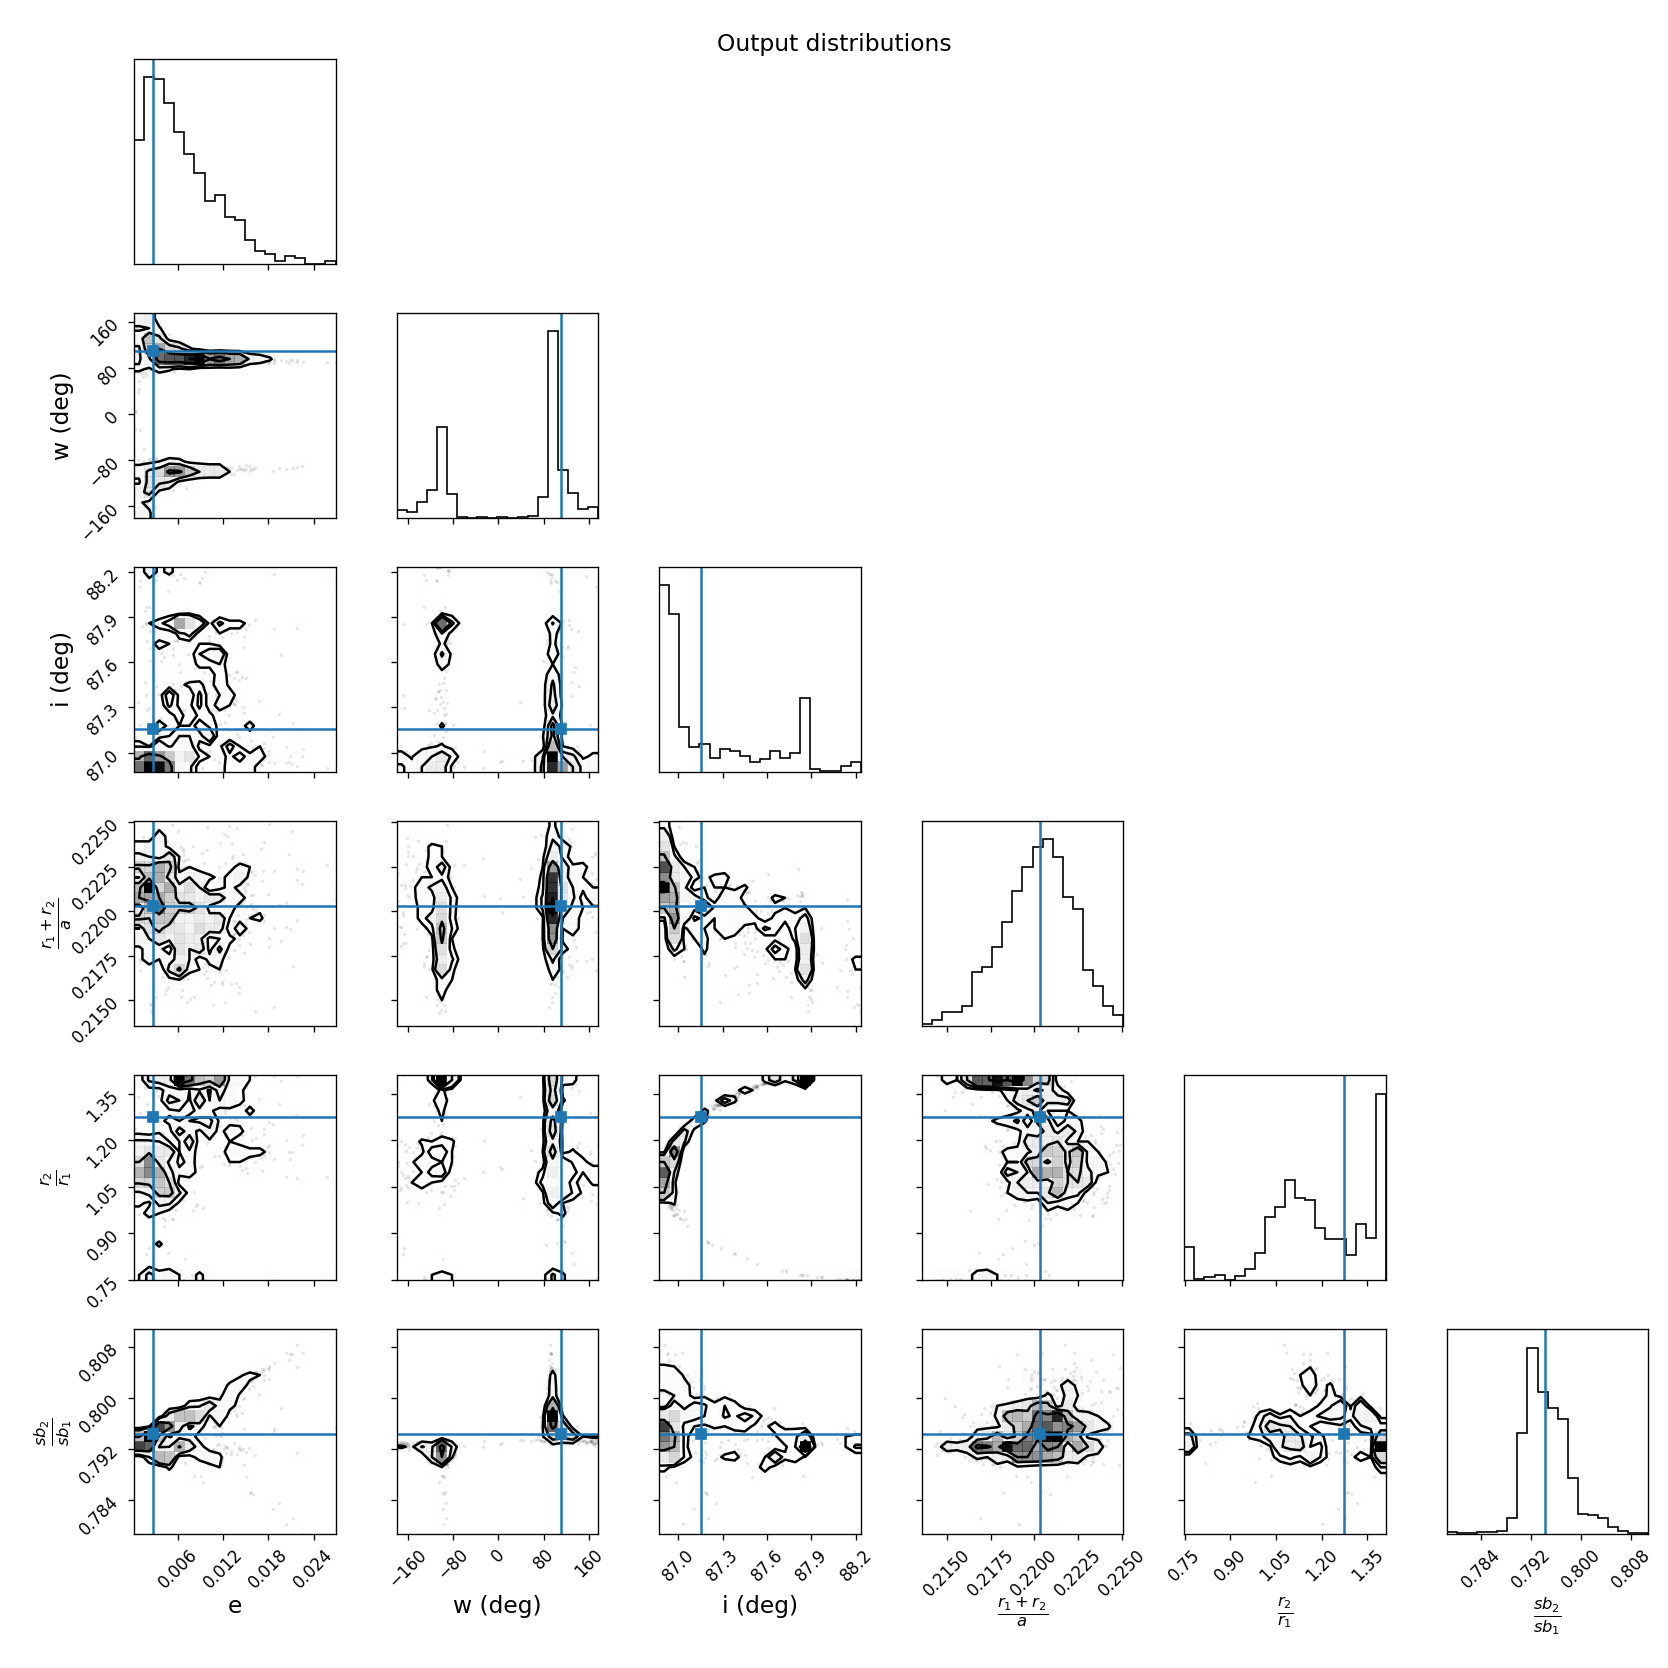 Output distributions
w (deg)
160
80
0
−80
−160
i (deg)
88.2
87.9
87.6
87.3
87.0
r₁ + r₂
a
0.2250
0.2225
0.2200
0.2175
0.2150
r₂
r₁
1.35
1.20
1.05
0.90
0.75
sb₂
sb₁
0.808
0.800
0.792
0.784
0.006 0.012 0.018 0.024
e
−160 −80 0 80 160
w (deg)
87.0 87.3 87.6 87.9 88.2
i (deg)
0.2150 0.2175 0.2200 0.2225 0.2250
r₁ + r₂
a
0.75 0.90 1.05 1.20 1.35
r₂
r₁
0.784 0.792 0.800 0.808
sb₂
sb₁